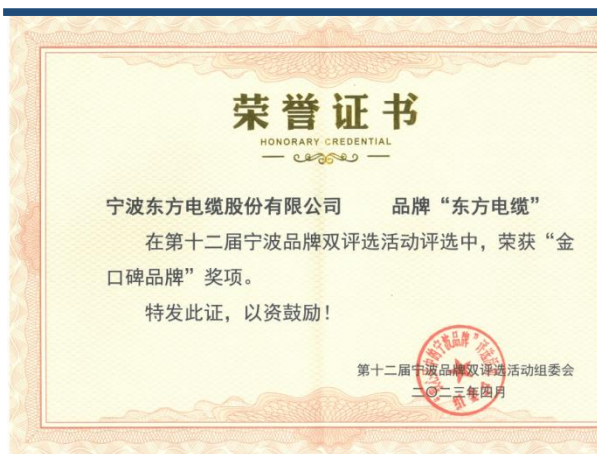 荣誉证书
HONORARY CREDENTIAL
宁波东方电缆股份有限公司 品牌“东方电缆”
在第十二届宁波品牌双评选活动评选中，荣获“金
口碑品牌”奖项。
特发此证，以资鼓励！
第十二届宁波品牌双评选活动组委会
二〇二三年四月